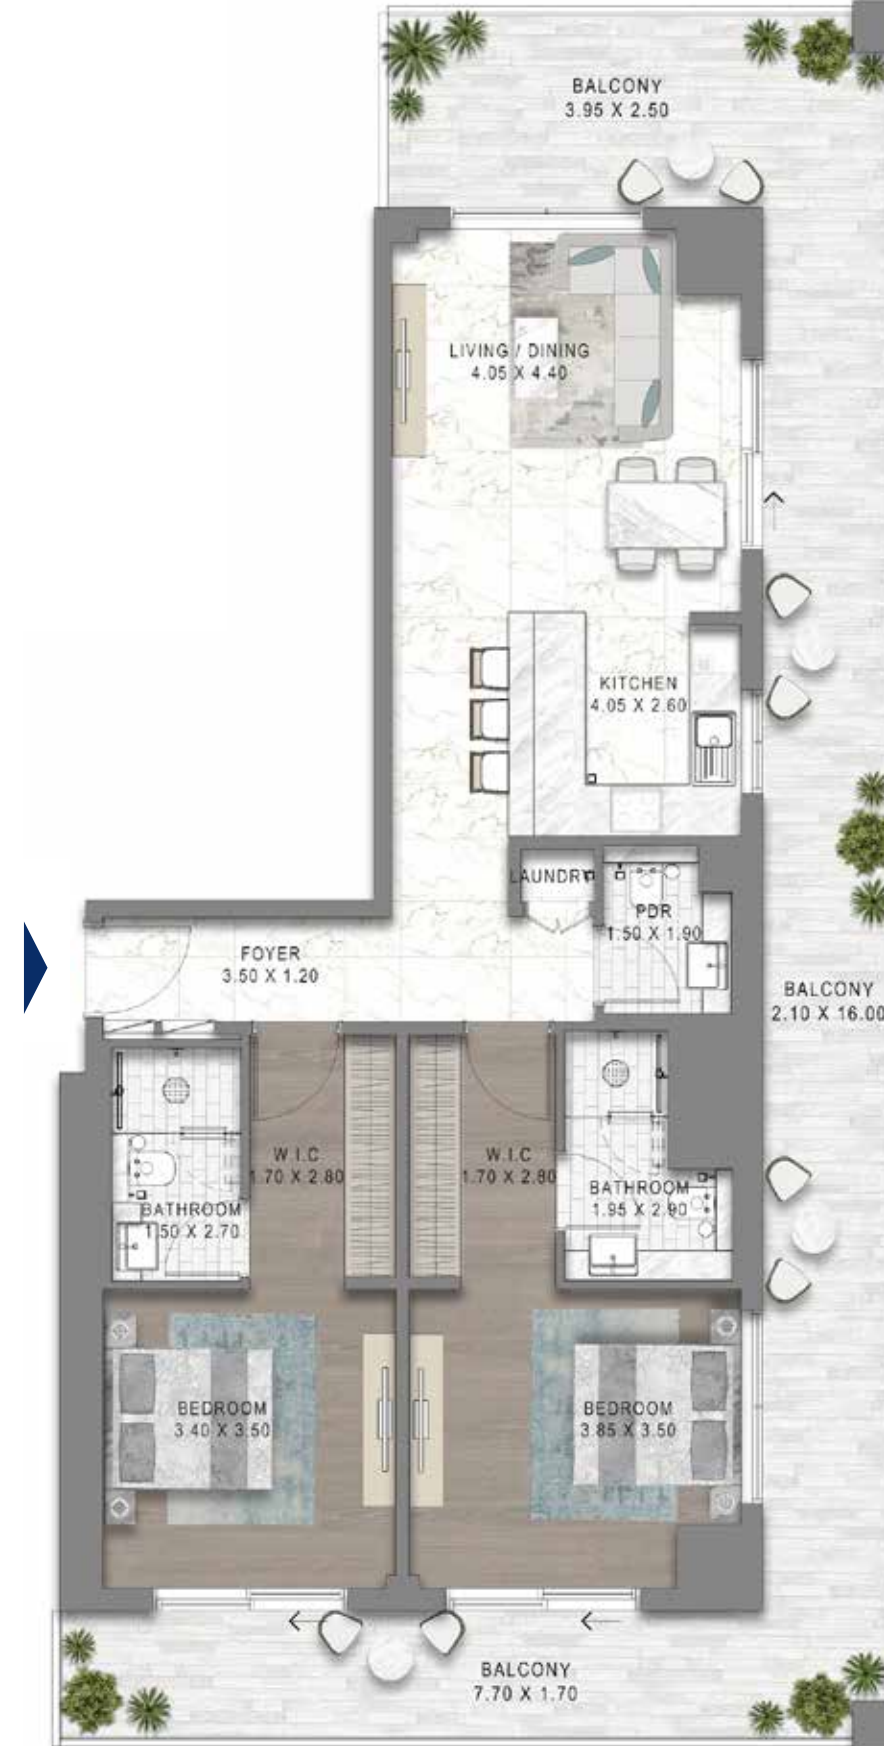 BALCONY
3.95 X 2.50
LIVING / DINING
4.05 X 4.40
KITCHEN
4.05 X 2.60
LAUNDRY
PDR
1.50 X 1.90
FOYER
3.50 X 1.20
BALCONY
2.10 X 16.00
W.I.C
1.70 X 2.80
W.I.C
1.70 X 2.80
BATHROOM
1.50 X 2.70
BATHROOM
1.95 X 2.90
BEDROOM
3.40 X 3.50
BEDROOM
3.85 X 3.50
BALCONY
7.70 X 1.70